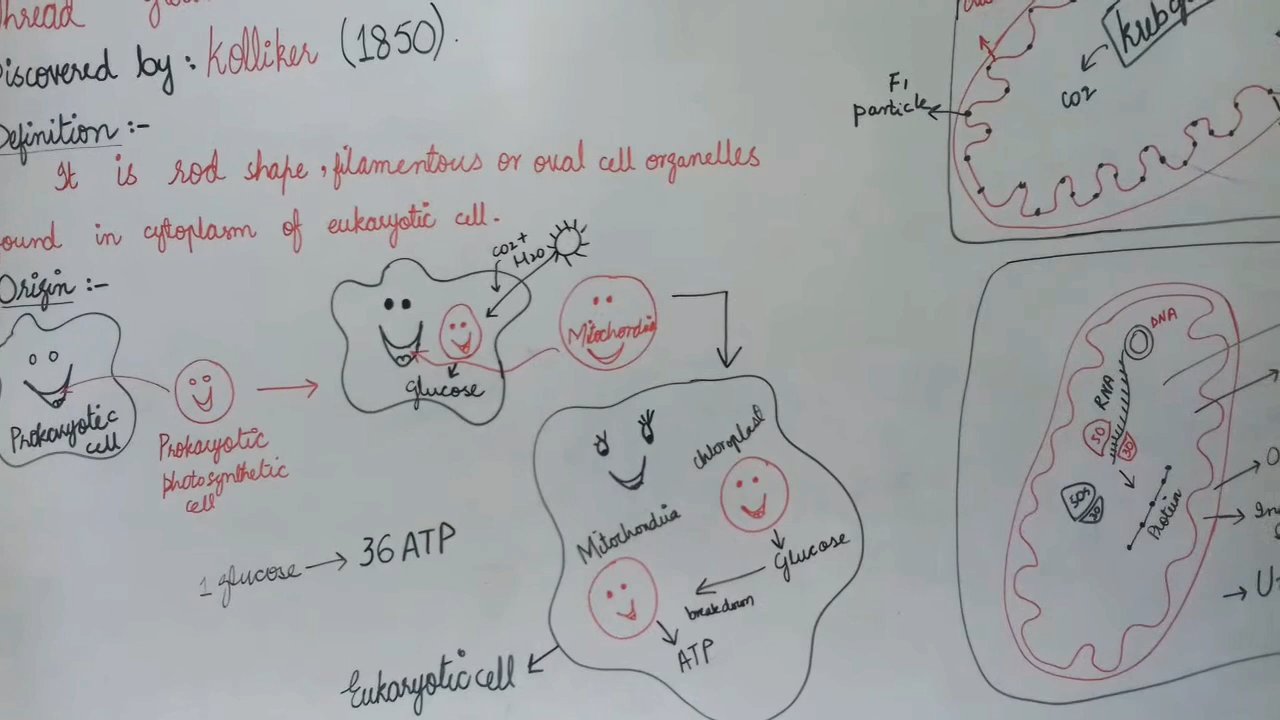 Thread
Discovered by: Kolliker (1850).
Definition :-
It is rod shape, filamentous or oval cell organelles
found in cytoplasm of eukaryotic cell.
Origin :-
Prokaryotic
cell
Prokaryotic
photosynthetic
cell
CO2+
H2O
Glucose
Mitochondria
chloroplast
Glucose
breakdown
Mitochondria
ATP
1 glucose → 36 ATP
Eukaryotic cell
F1
particle
CO2
DNA
RNA
50
30
50s
30
Protein